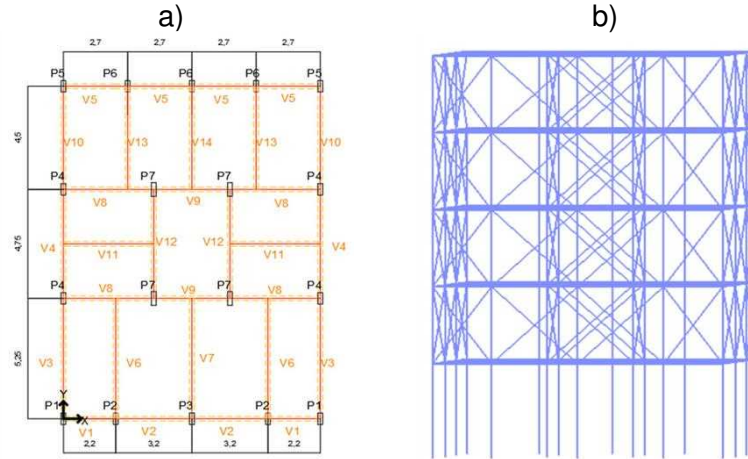 a) b)
2,7 2,7 2,7 2,7
P5 P6 P6 P6 P5
V5 V5 V5 V5
4,5
V10 V13 V14 V13 V10
P4 P7 P7 P4
V8 V9 V8
4,75
V4 V12 V12 V4
V11 V11
P4 V8 P7 V9 P7 V8 P4
5,25
V3 V6 V7 V6 V3
Y
P1 P2 P3 P2 P1
X
V1 V2 V2 V1
2,2 3,2 3,2 2,2